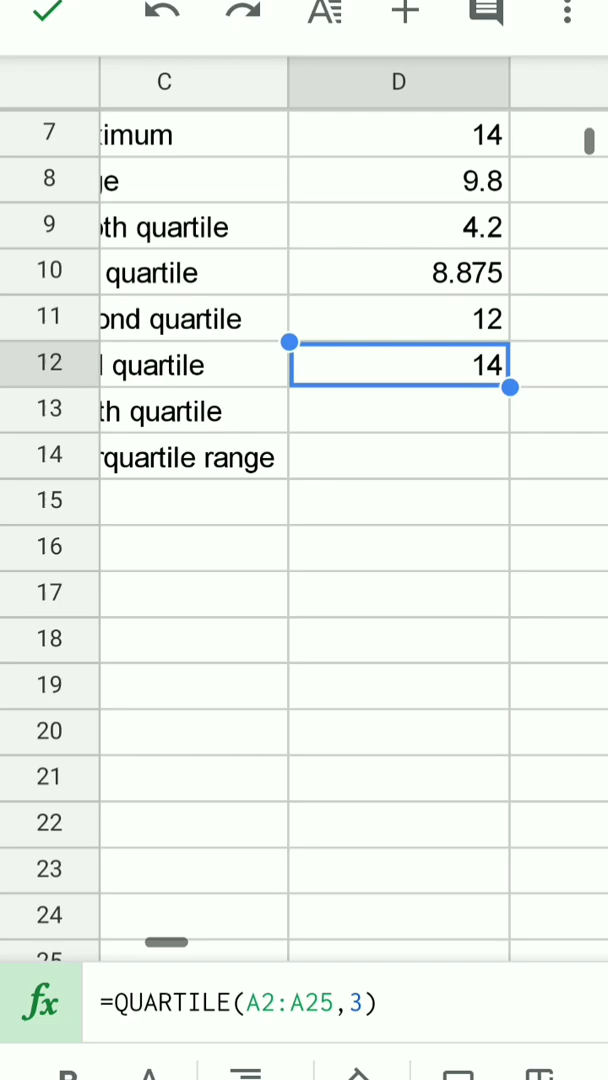 C D
7 imum 14
8 e 9.8
9 th quartile 4.2
10 quartile 8.875
11 ond quartile 12
12 quartile 14
13 th quartile
14 rquartile range
15
16
17
18
19
20
21
22
23
24
25
fx =QUARTILE(A2:A25,3)